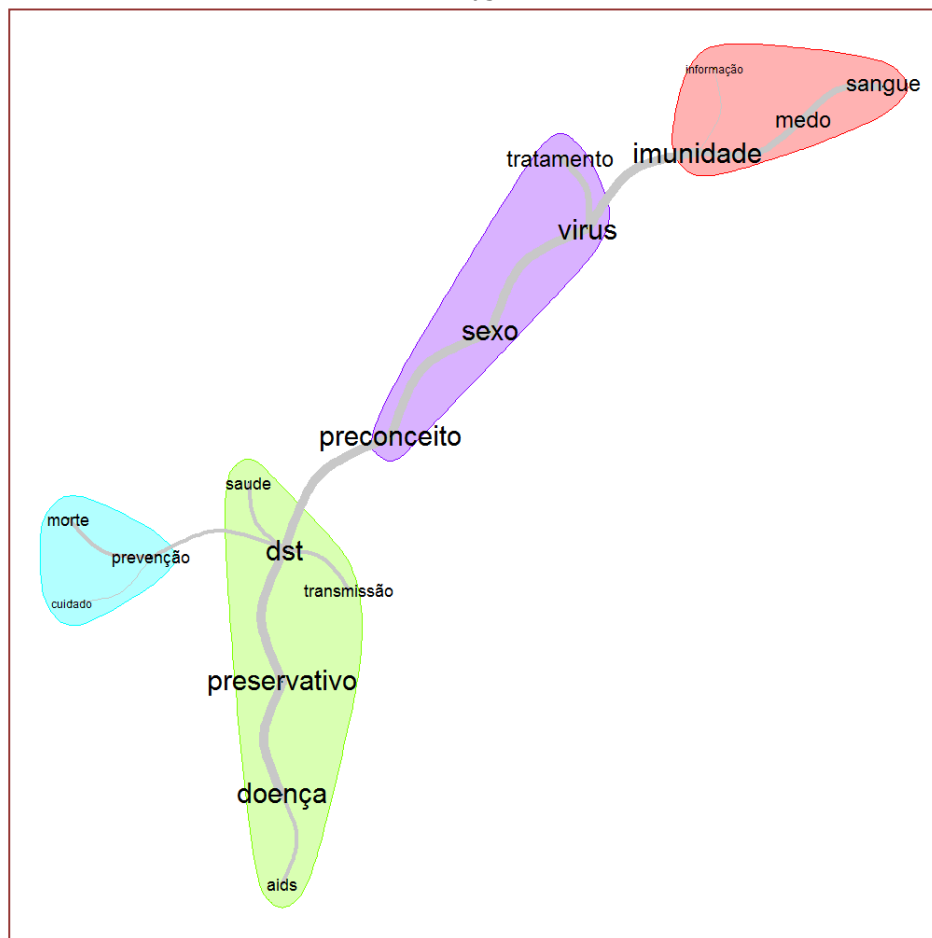 informação
sangue
medo
imunidade
tratamento
virus
sexo
preconceito
saude
morte
dst
prevenção
transmissão
cuidado
preservativo
doença
aids